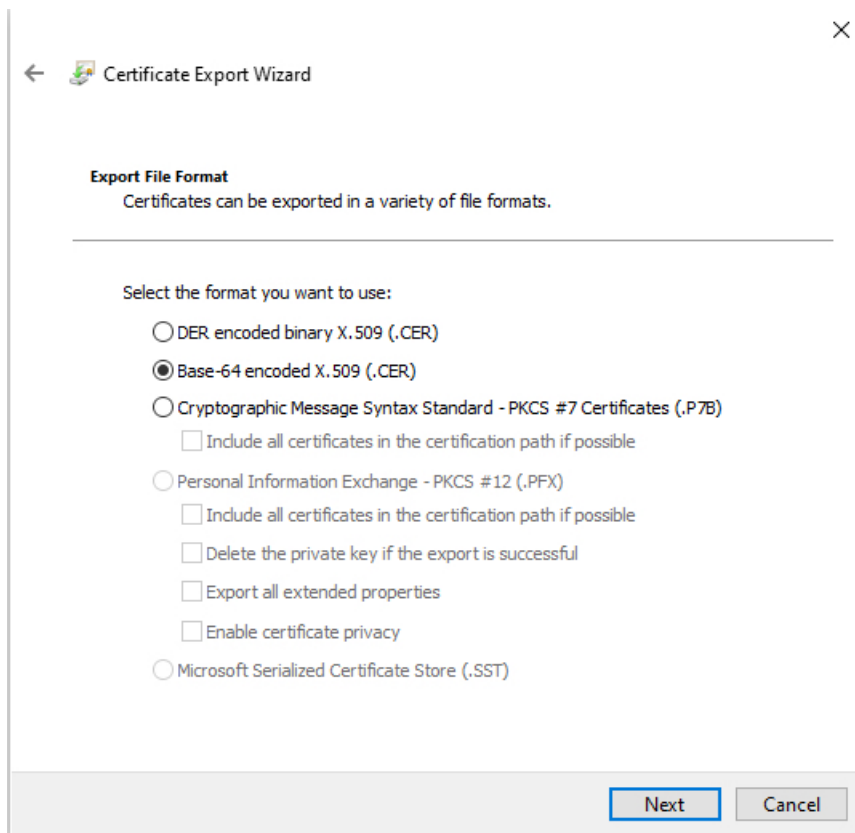 Certificate Export Wizard
Export File Format
Certificates can be exported in a variety of file formats.
Select the format you want to use:
DER encoded binary X.509 (.CER)
Base-64 encoded X.509 (.CER)
Cryptographic Message Syntax Standard - PKCS #7 Certificates (.P7B)
Include all certificates in the certification path if possible
Personal Information Exchange - PKCS #12 (.PFX)
Include all certificates in the certification path if possible
Delete the private key if the export is successful
Export all extended properties
Enable certificate privacy
Microsoft Serialized Certificate Store (.SST)
Next Cancel